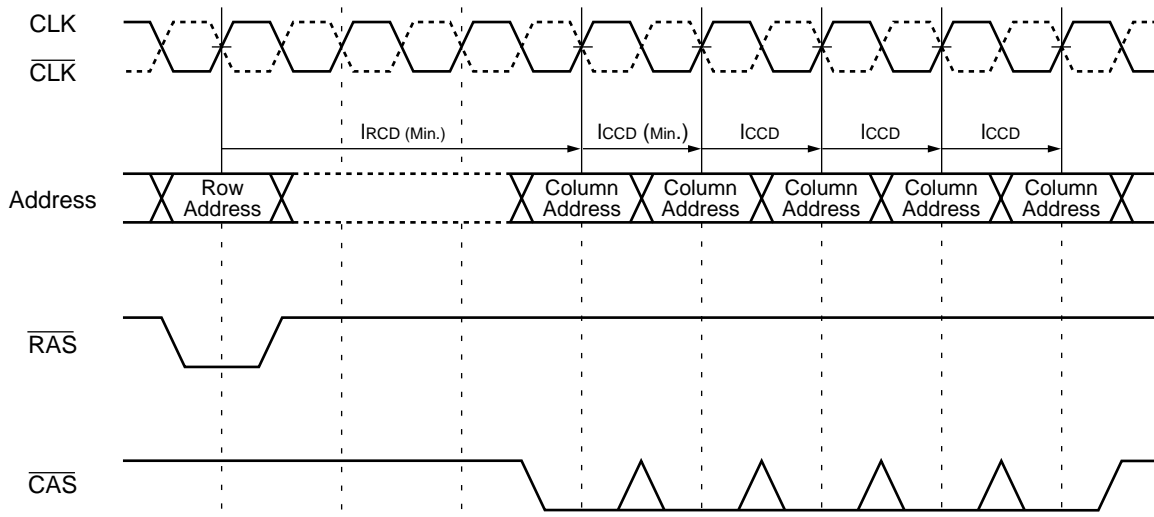 CLK
CLK
IRCD (Min.) ICCD (Min.) ICCD ICCD ICCD
Address
Row
Address
Column
Address
Column
Address
Column
Address
Column
Address
Column
Address
RAS
CAS